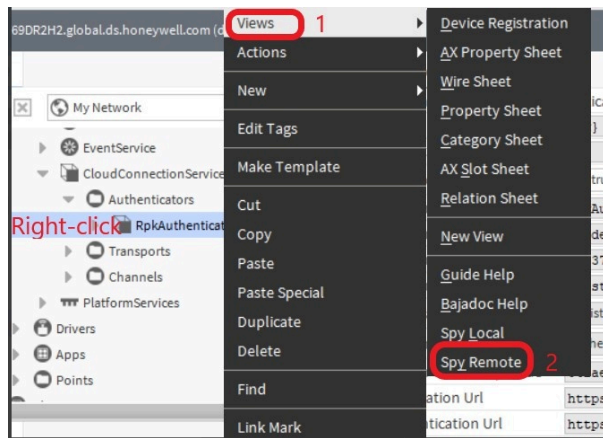 69DR2H2.global.ds.honeywell.com (d
My Network
EventService
CloudConnectionService
Authenticators
Right-click
RpkAuthenticat
Transports
Channels
PlatformServices
Drivers
Apps
Points
Views 1
Actions
New
Edit Tags
Make Template
Cut
Copy
Paste
Paste Special
Duplicate
Delete
Find
Link Mark
Device Registration
AX Property Sheet
Wire Sheet
Property Sheet
Category Sheet
AX Slot Sheet
Relation Sheet
New View
Guide Help
Bajadoc Help
Spy Local
Spy Remote 2
ation Url
https
tication Url
https